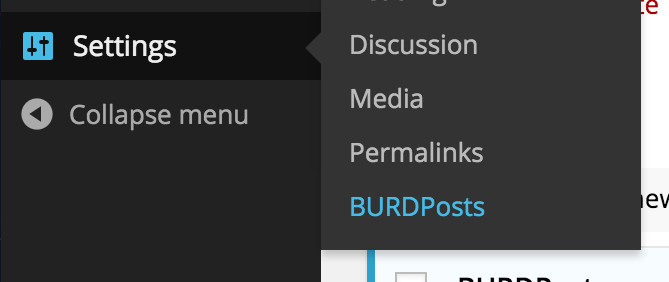 Settings
Collapse menu
Discussion
Media
Permalinks
BURDPosts